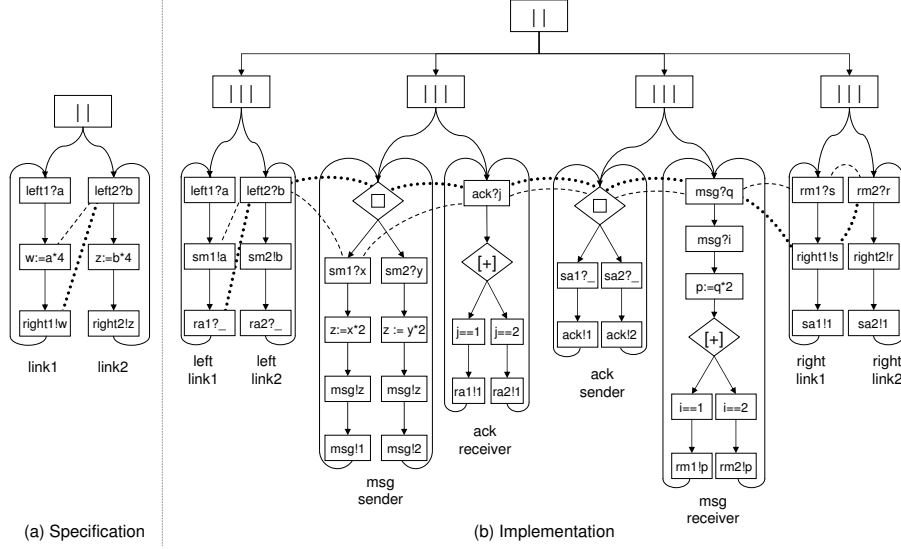 ||
||
|||
|||
|||
|||
left1?a
left2?b
w:=a*4
z:=b*4
right1!w
right2!z
link1
link2
left1?a
left2?b
sm1!a
sm2!b
ra1?_
ra2?_
left
link1
left
link2
sm1?x
sm2?y
z:=x*2
z := y*2
msg!z
msg!z
msg!1
msg!2
msg
sender
ack?j
[+]
j==1
j==2
ra1!1
ra2!1
ack
receiver
sa1?_
sa2?_
ack!1
ack!2
ack
sender
msg?q
msg?i
p:=q*2
[+]
i==1
i==2
rm1!p
rm2!p
msg
receiver
rm1?s
rm2?r
right1!s
right2!r
sa1!1
sa2!1
right
link1
right
link2
(a) Specification
(b) Implementation